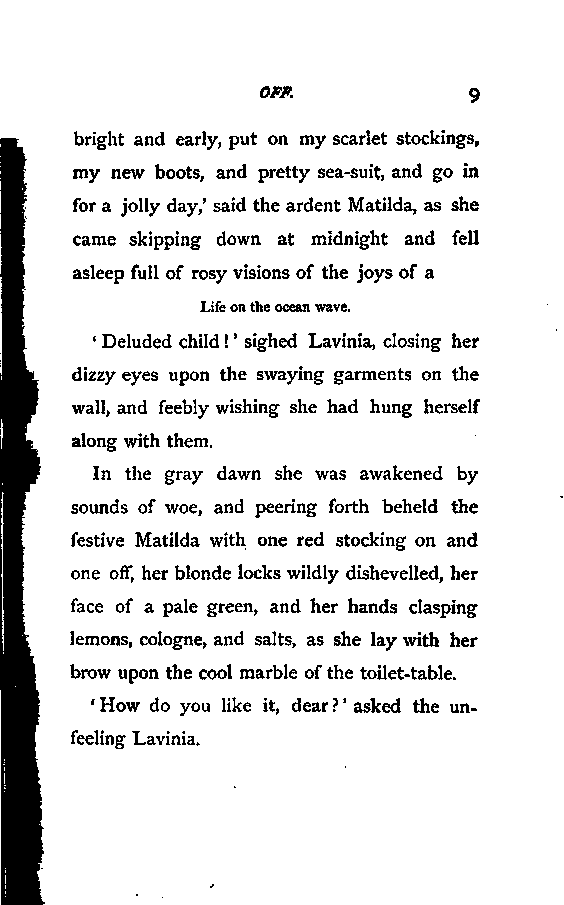 OFF. 9
bright and early, put on my scarlet stockings,
my new boots, and pretty sea-suit, and go in
for a jolly day,' said the ardent Matilda, as she
came skipping down at midnight and fell
asleep full of rosy visions of the joys of a
Life on the ocean wave.
'Deluded child!' sighed Lavinia, closing her
dizzy eyes upon the swaying garments on the
wall, and feebly wishing she had hung herself
along with them.
In the gray dawn she was awakened by
sounds of woe, and peering forth beheld the
festive Matilda with one red stocking on and
one off, her blonde locks wildly dishevelled, her
face of a pale green, and her hands clasping
lemons, cologne, and salts, as she lay with her
brow upon the cool marble of the toilet-table.
'How do you like it, dear?' asked the un-
feeling Lavinia.